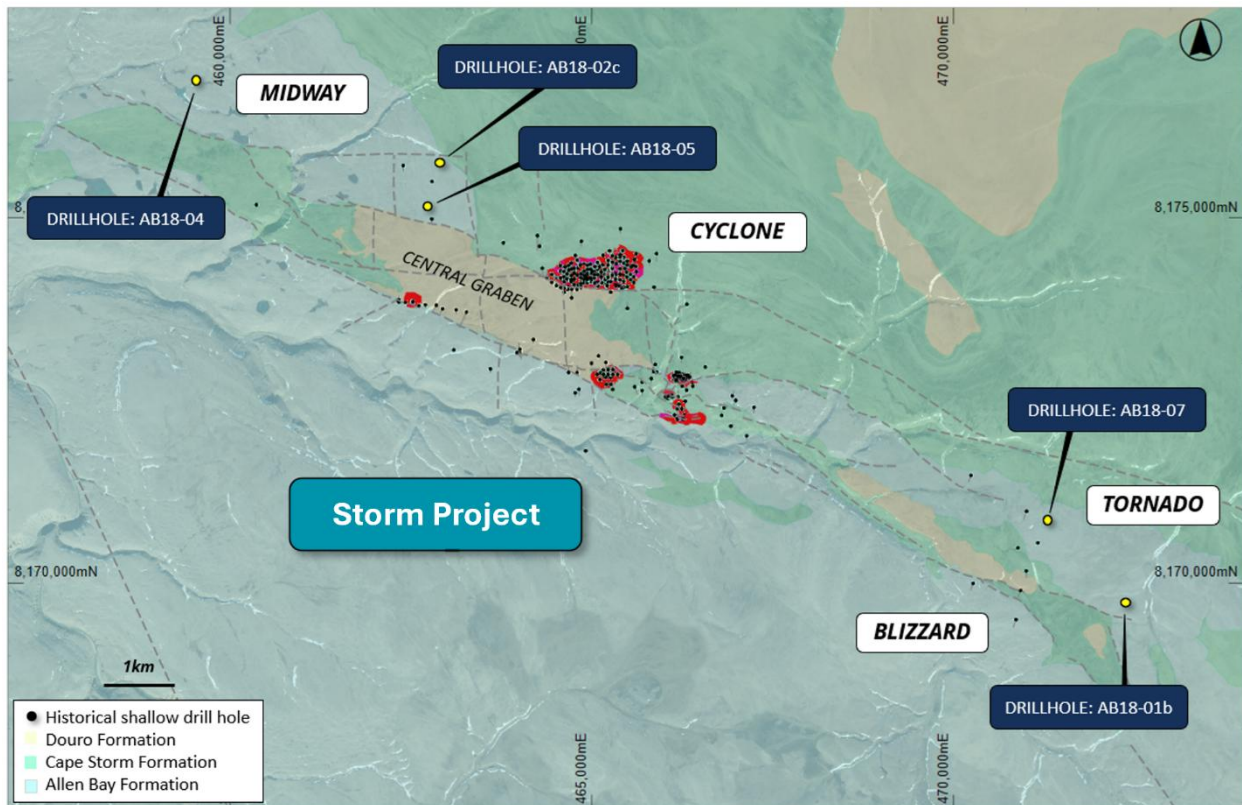 460,000mE
470,000mE
DRILLHOLE: AB18-02c
MIDWAY
DRILLHOLE: AB18-05
DRILLHOLE: AB18-04
8,175,000mN
CYCLONE
CENTRAL GRABEN
DRILLHOLE: AB18-07
Storm Project
TORNADO
8,170,000mN
8,170,000mN
BLIZZARD
1km
DRILLHOLE: AB18-01b
Historical shallow drill hole
Douro Formation
Cape Storm Formation
Allen Bay Formation
465,000mE
470,000mE